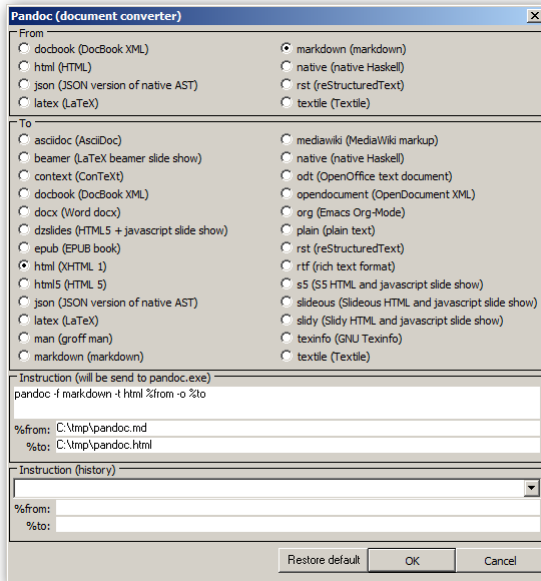 Pandoc (document converter)
From
docbook (DocBook XML)
markdown (markdown)
html (HTML)
native (native Haskell)
json (JSON version of native AST)
rst (reStructuredText)
latex (LaTeX)
textile (Textile)
To
asciidoc (AsciiDoc)
mediawiki (MediaWiki markup)
beamer (LaTeX beamer slide show)
native (native Haskell)
context (ConTeXt)
odt (OpenOffice text document)
docbook (DocBook XML)
opendocument (OpenDocument XML)
docx (Word docx)
org (Emacs Org-Mode)
dzslides (HTML5 + javascript slide show)
plain (plain text)
epub (EPUB book)
rst (reStructuredText)
html (XHTML 1)
rtf (rich text format)
html5 (HTML 5)
s5 (S5 HTML and javascript slide show)
json (JSON version of native AST)
slideous (Slideous HTML and javascript slide show)
latex (LaTeX)
slidy (Slidy HTML and javascript slide show)
man (groff man)
texinfo (GNU Texinfo)
markdown (markdown)
textile (Textile)
Instruction (will be send to pandoc.exe)
pandoc -f markdown -t html %from -o %to
%from: C:\tmp\pandoc.md
%to: C:\tmp\pandoc.html
Instruction (history)
%from:
%to:
Restore default OK Cancel